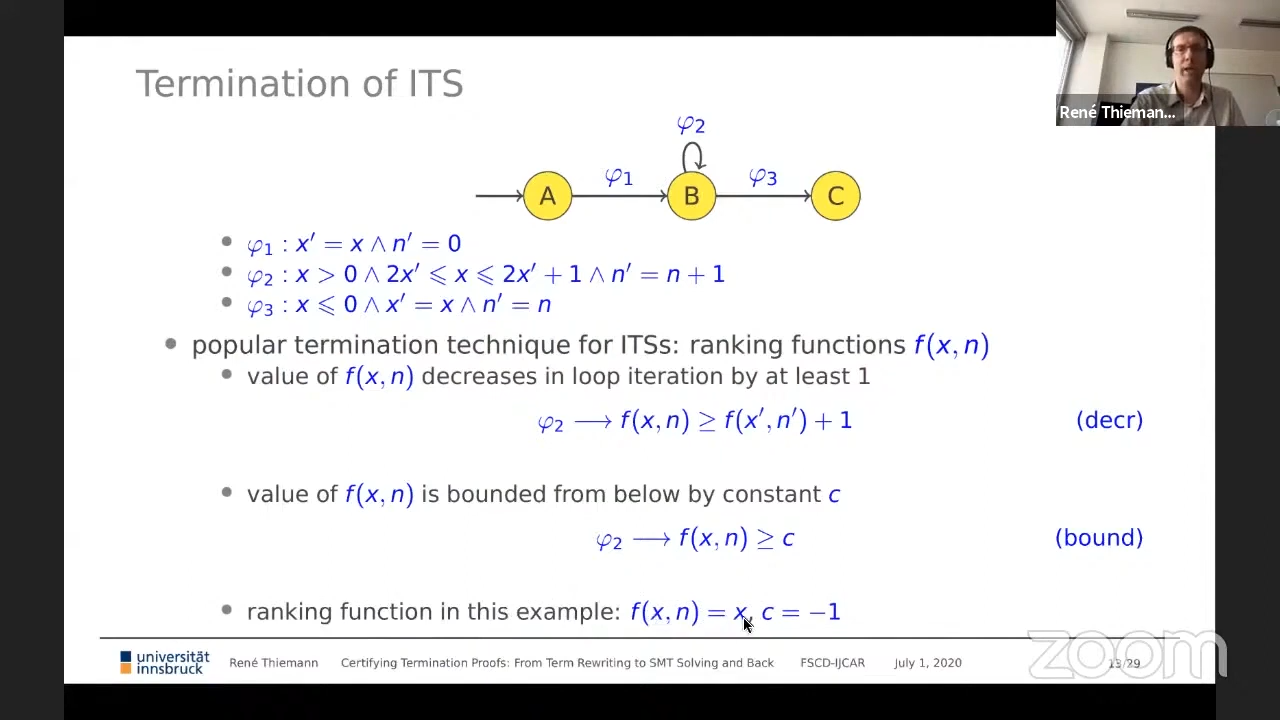 Termination of ITS
René Thieman...
φ2
A φ1 B φ3 C
• φ1 : x′ = x ∧ n′ = 0
• φ2 : x > 0 ∧ 2x′ ⩽ x ⩽ 2x′ + 1 ∧ n′ = n + 1
• φ3 : x ⩽ 0 ∧ x′ = x ∧ n′ = n
• popular termination technique for ITSs: ranking functions f(x, n)
• value of f(x, n) decreases in loop iteration by at least 1
φ2 ⟶ f(x, n) ≥ f(x′, n′) + 1 (decr)
• value of f(x, n) is bounded from below by constant c
φ2 ⟶ f(x, n) ≥ c (bound)
• ranking function in this example: f(x, n) = x, c = −1
universität
innsbruck
René Thiemann Certifying Termination Proofs: From Term Rewriting to SMT Solving and Back FSCD-IJCAR July 1, 2020 13/29
zoom